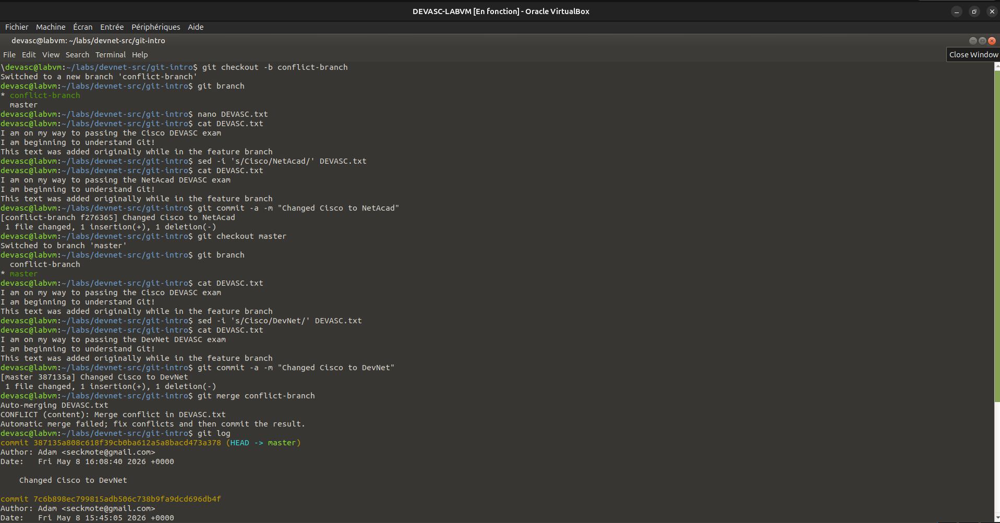 DEVASC-LABVM [En fonction] - Oracle VirtualBox
Fichier Machine Écran Entrée Périphériques Aide
devasc@labvm: ~/labs/devnet-src/git-intro
File Edit View Search Terminal Help
Close Window
\devasc@labvm:~/labs/devnet-src/git-intro$ git checkout -b conflict-branch
Switched to a new branch 'conflict-branch'
devasc@labvm:~/labs/devnet-src/git-intro$ git branch
* conflict-branch
  master
devasc@labvm:~/labs/devnet-src/git-intro$ nano DEVASC.txt
devasc@labvm:~/labs/devnet-src/git-intro$ cat DEVASC.txt
I am on my way to passing the Cisco DEVASC exam
I am beginning to understand Git!
This text was added originally while in the feature branch
devasc@labvm:~/labs/devnet-src/git-intro$ sed -i 's/Cisco/NetAcad/' DEVASC.txt
devasc@labvm:~/labs/devnet-src/git-intro$ cat DEVASC.txt
I am on my way to passing the NetAcad DEVASC exam
I am beginning to understand Git!
This text was added originally while in the feature branch
devasc@labvm:~/labs/devnet-src/git-intro$ git commit -a -m "Changed Cisco to NetAcad"
[conflict-branch f276365] Changed Cisco to NetAcad
 1 file changed, 1 insertion(+), 1 deletion(-)
devasc@labvm:~/labs/devnet-src/git-intro$ git checkout master
Switched to branch 'master'
devasc@labvm:~/labs/devnet-src/git-intro$ git branch
  conflict-branch
* master
devasc@labvm:~/labs/devnet-src/git-intro$ cat DEVASC.txt
I am on my way to passing the Cisco DEVASC exam
I am beginning to understand Git!
This text was added originally while in the feature branch
devasc@labvm:~/labs/devnet-src/git-intro$ sed -i 's/Cisco/DevNet/' DEVASC.txt
devasc@labvm:~/labs/devnet-src/git-intro$ cat DEVASC.txt
I am on my way to passing the DevNet DEVASC exam
I am beginning to understand Git!
This text was added originally while in the feature branch
devasc@labvm:~/labs/devnet-src/git-intro$ git commit -a -m "Changed Cisco to DevNet"
[master 387135a] Changed Cisco to DevNet
 1 file changed, 1 insertion(+), 1 deletion(-)
devasc@labvm:~/labs/devnet-src/git-intro$ git merge conflict-branch
Auto-merging DEVASC.txt
CONFLICT (content): Merge conflict in DEVASC.txt
Automatic merge failed; fix conflicts and then commit the result.
devasc@labvm:~/labs/devnet-src/git-intro$ git log
commit 387135a808c618f39cb0ba612a5a8bacd473a378 (HEAD -> master)
Author: Adam <seckmote@gmail.com>
Date:   Fri May 8 16:08:40 2026 +0000
    Changed Cisco to DevNet
commit 7c6b898ec799815adb506c738b9fa9dcd696db4f
Author: Adam <seckmote@gmail.com>
Date:   Fri May 8 15:45:05 2026 +0000